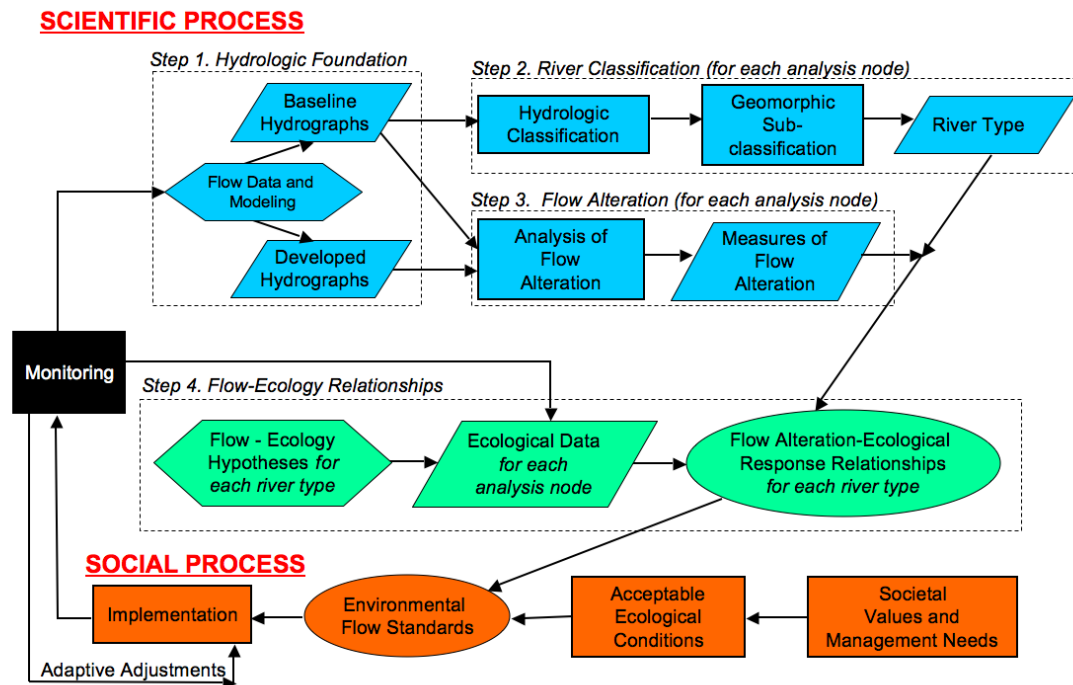 SCIENTIFIC PROCESS
Step 1. Hydrologic Foundation
Baseline
Hydrographs
Flow Data and
Modeling
Developed
Hydrographs
Step 2. River Classification (for each analysis node)
Hydrologic
Classification
Geomorphic
Sub-
classification
River Type
Step 3. Flow Alteration (for each analysis node)
Analysis of
Flow
Alteration
Measures of
Flow
Alteration
Monitoring
Step 4. Flow-Ecology Relationships
Flow - Ecology
Hypotheses for
each river type
Ecological Data
for each
analysis node
Flow Alteration-Ecological
Response Relationships
for each river type
SOCIAL PROCESS
Implementation
Environmental
Flow Standards
Acceptable
Ecological
Conditions
Societal
Values and
Management Needs
Adaptive Adjustments